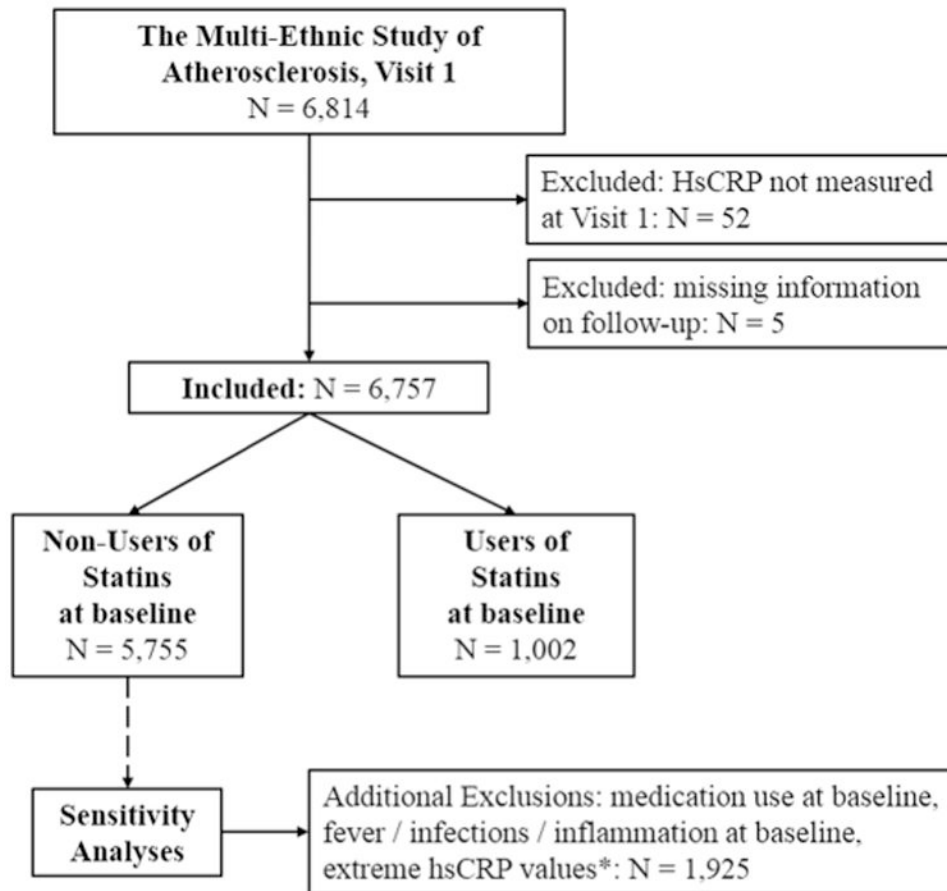 The Multi-Ethnic Study of
Atherosclerosis, Visit 1
N = 6,814
Excluded: HsCRP not measured
at Visit 1: N = 52
Excluded: missing information
on follow-up: N = 5
Included: N = 6,757
Non-Users of
Statins
at baseline
N = 5,755
Users of
Statins
at baseline
N = 1,002
Sensitivity
Analyses
Additional Exclusions: medication use at baseline,
fever / infections / inflammation at baseline,
extreme hsCRP values*: N = 1,925